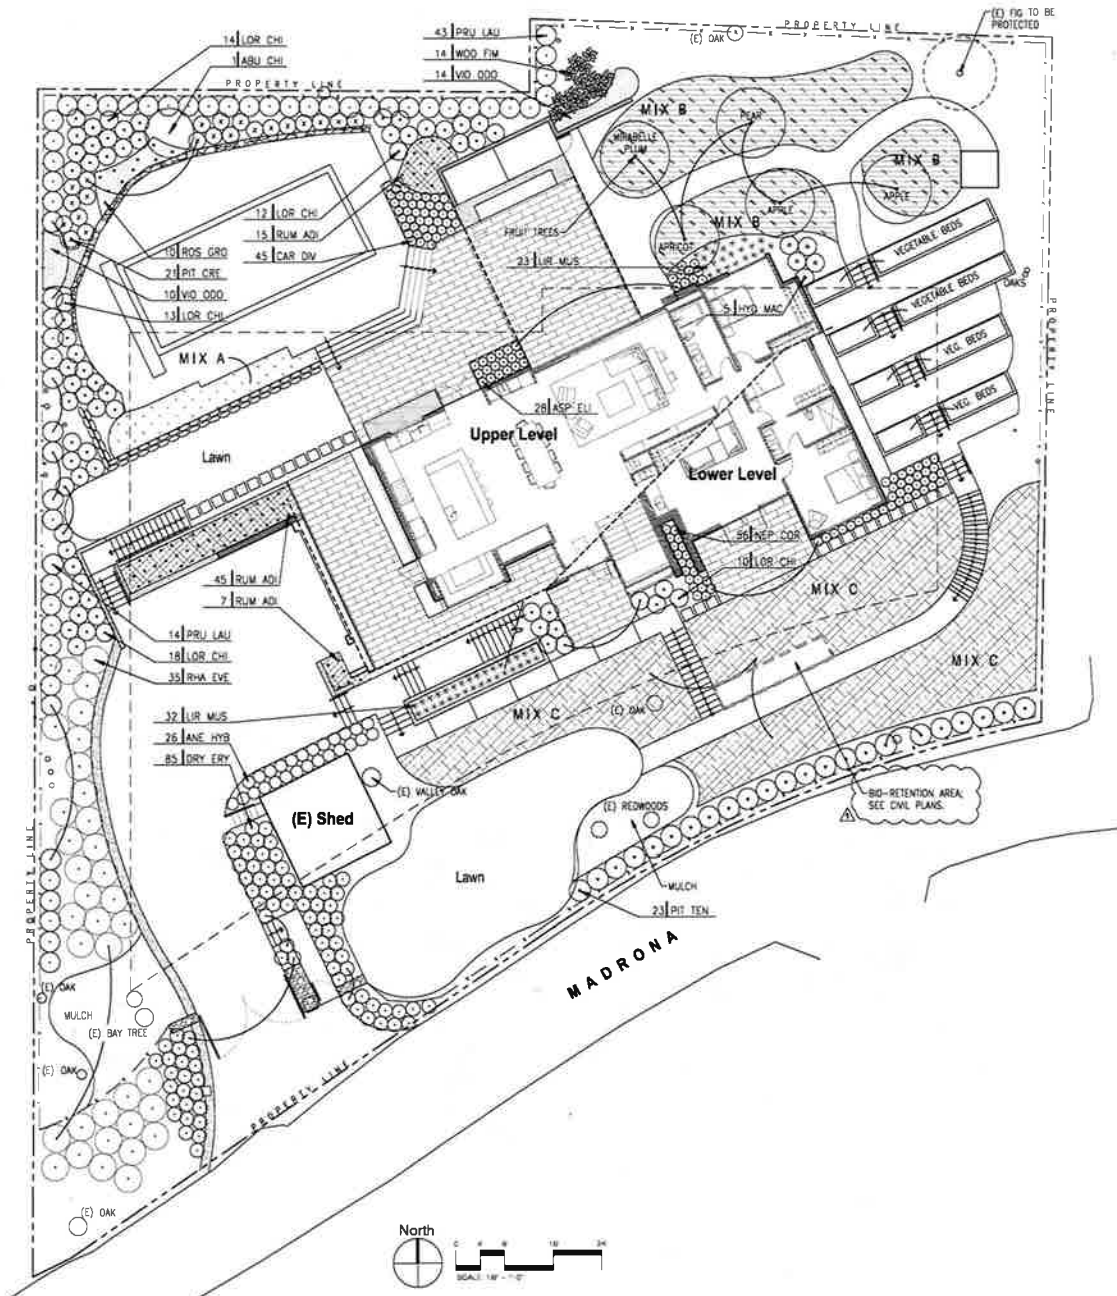 (E) FIG TO BE
PROTECTED
PROPERTY LINE
(E) OAK
43 PRU LAU
14 WOO FIM
14 VIO ODO
14 LOR CHI
1 ABU CHI
PROPERTY LINE
MIX B
PEAR
MIRABELLE
PLUM
MIX B
APPLE
APPLE
MIX B
APRICOT
FRUIT TREES
12 LOR CHI
15 RUM ADI
45 CAR DIV
10 ROS GRO
21 PIT CRE
10 VIO ODO
13 LOR CHI
23 LIR MUS
5 HYD MAC
VEGETABLE BEDS
VEGETABLE BEDS
OAKS
VEG. BEDS
VEG. BEDS
PROPERTY LINE
MIX A
28 ASP ELI
Upper Level
Lower Level
Lawn
96 NEP COR
10 LOR CHI
MIX C
MIX C
MIX C
45 RUM ADI
7 RUM ADI
14 PRU LAU
18 LOR CHI
35 RHA EVE
32 LIR MUS
26 ANE HYB
85 DRY ERY
(E) OAK
(E) VALLEY OAK
(E) Shed
(E) REDWOODS
BIO-RETENTION AREA;
SEE CIVIL PLANS.
1
Lawn
MULCH
23 PIT TEN
MADRONA
PROPERTY LINE
(E) OAK
MULCH
(E) BAY TREE
(E) OAK
PROPERTY LINE
(E) OAK
North